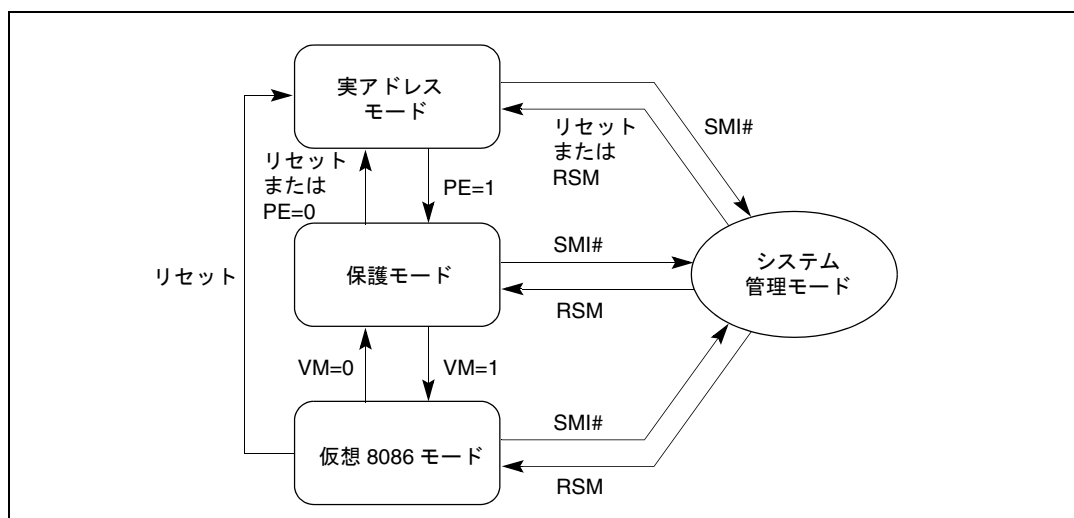 実アドレス
モード
SMI#
リセット
または
RSM
リセット
または
PE=0
PE=1
SMI#
保護モード
システム
管理モード
リセット
RSM
VM=0
VM=1
SMI#
仮想 8086 モード
RSM